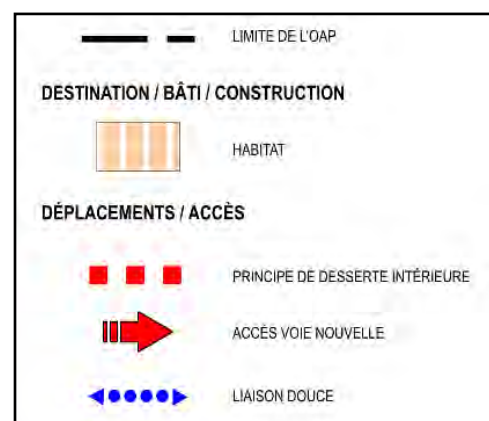 LIMITE DE L'OAP
DESTINATION / BÂTI / CONSTRUCTION
HABITAT
DÉPLACEMENTS / ACCÈS
PRINCIPE DE DESSERTE INTÉRIEURE
ACCÈS VOIE NOUVELLE
LIAISON DOUCE